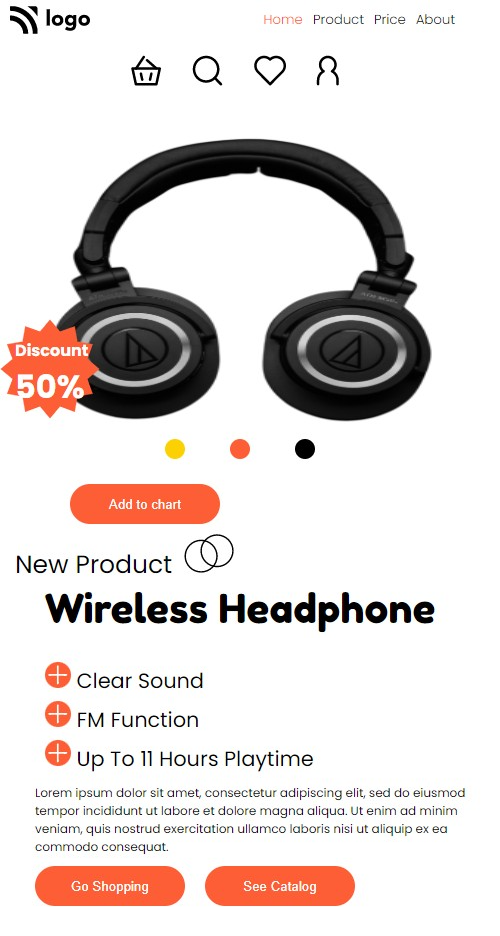 logo
Home Product Price About
Discount
50%
Add to chart
New Product
Wireless Headphone
Clear Sound
FM Function
Up To 11 Hours Playtime
Lorem ipsum dolor sit amet, consectetur adipiscing elit, sed do eiusmod
tempor incididunt ut labore et dolore magna aliqua. Ut enim ad minim
veniam, quis nostrud exercitation ullamco laboris nisi ut aliquip ex ea
commodo consequat.
Go Shopping
See Catalog